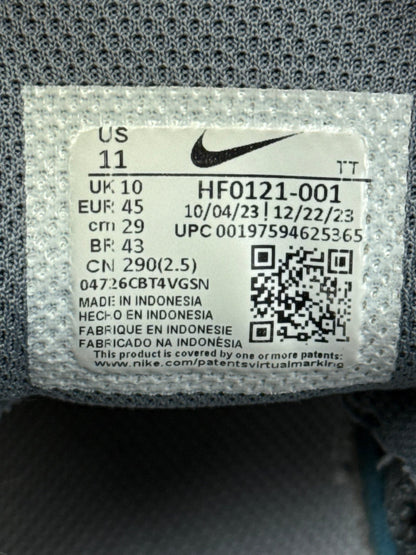 US
11
TT
UK 10
HF0121-001
EUR 45
10/04/23 | 12/22/23
cm 29
UPC 00197594625365
BR 43
CN 290(2.5)
04726CBT4VGSN
MADE IN INDONESIA
HECHO EN INDONESIA
FABRIQUE EN INDONESIE
FABRICADO NA INDONÉSIA
This product is covered by one or more patents:
www.nike.com/patentsvirtualmarking